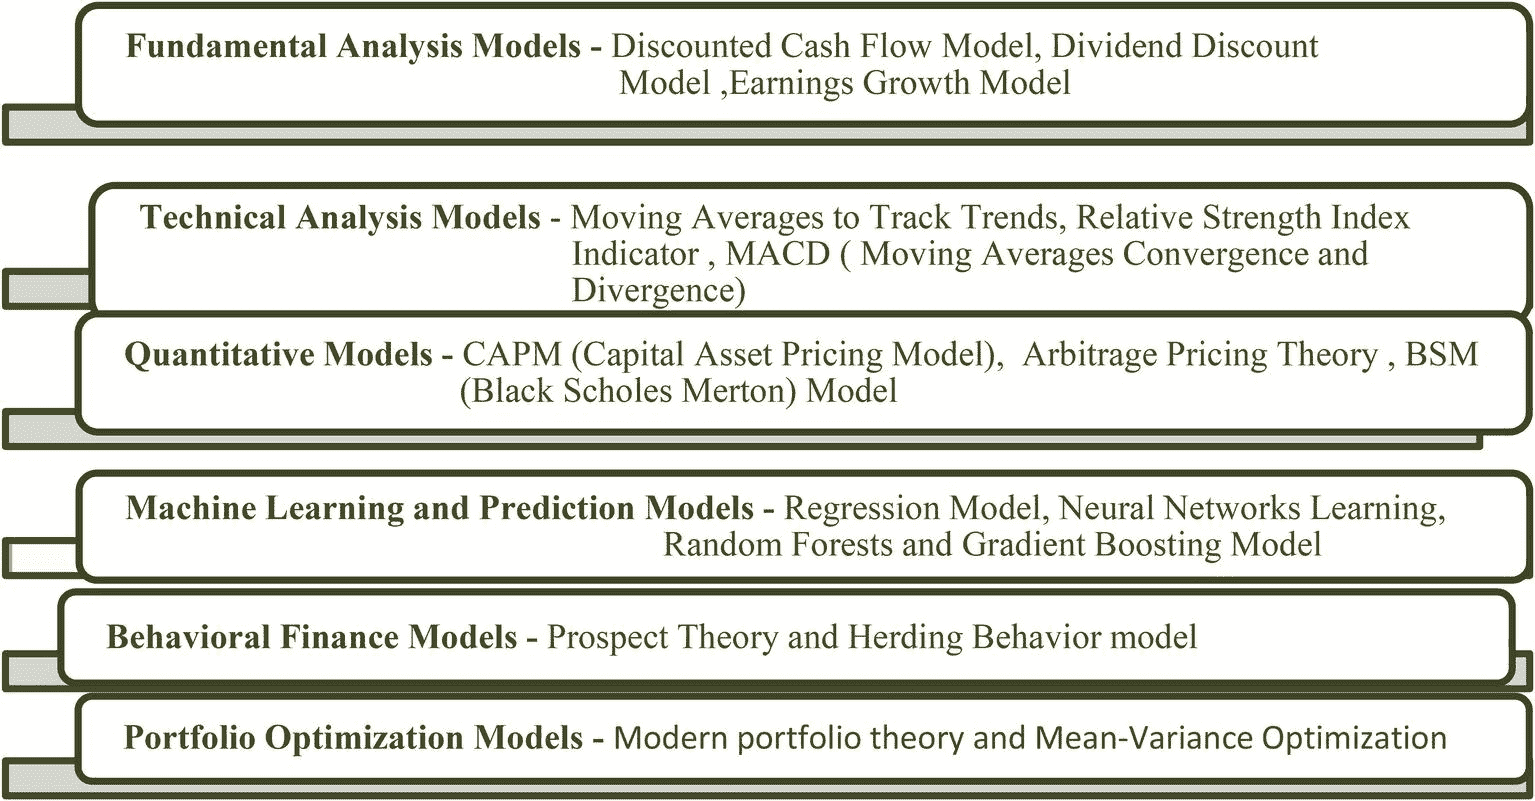 Fundamental Analysis Models - Discounted Cash Flow Model, Dividend Discount
Model ,Earnings Growth Model
Technical Analysis Models - Moving Averages to Track Trends, Relative Strength Index
Indicator , MACD ( Moving Averages Convergence and
Divergence)
Quantitative Models - CAPM (Capital Asset Pricing Model),  Arbitrage Pricing Theory , BSM
(Black Scholes Merton) Model
Machine Learning and Prediction Models - Regression Model, Neural Networks Learning,
Random Forests and Gradient Boosting Model
Behavioral Finance Models - Prospect Theory and Herding Behavior model
Portfolio Optimization Models - Modern portfolio theory and Mean-Variance Optimization